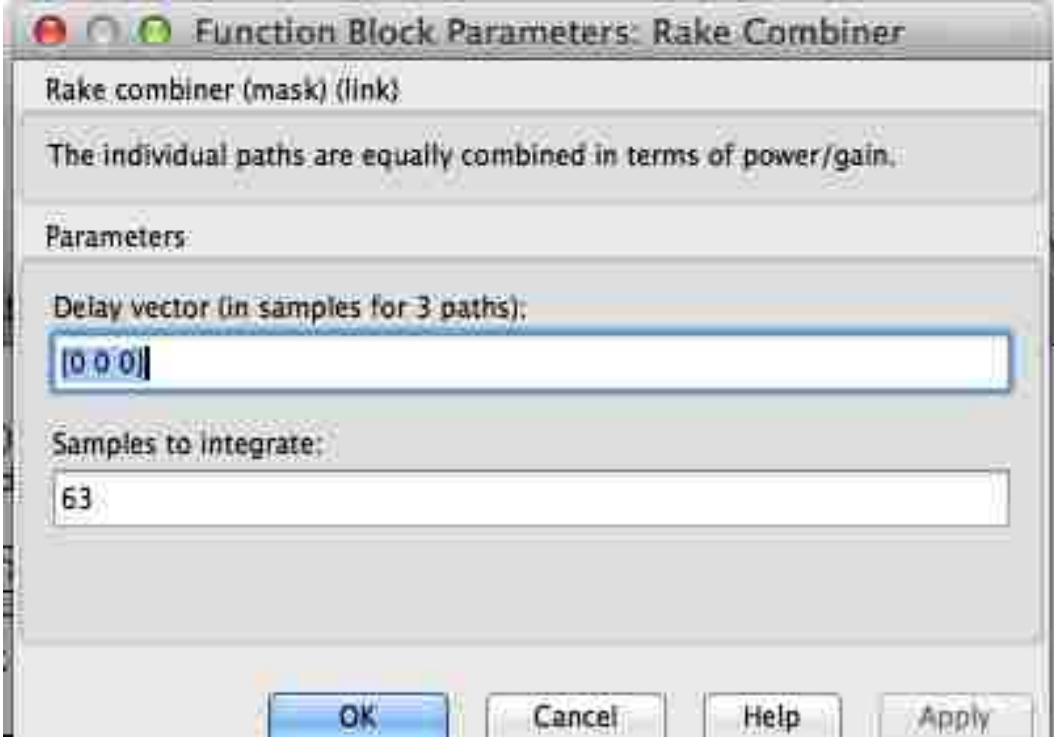 Function Block Parameters: Rake Combiner
Rake combiner (mask) (link)
The individual paths are equally combined in terms of power/gain.
Parameters
Delay vector (in samples for 3 paths):
[0 0 0]
Samples to integrate:
63
OK Cancel Help Apply